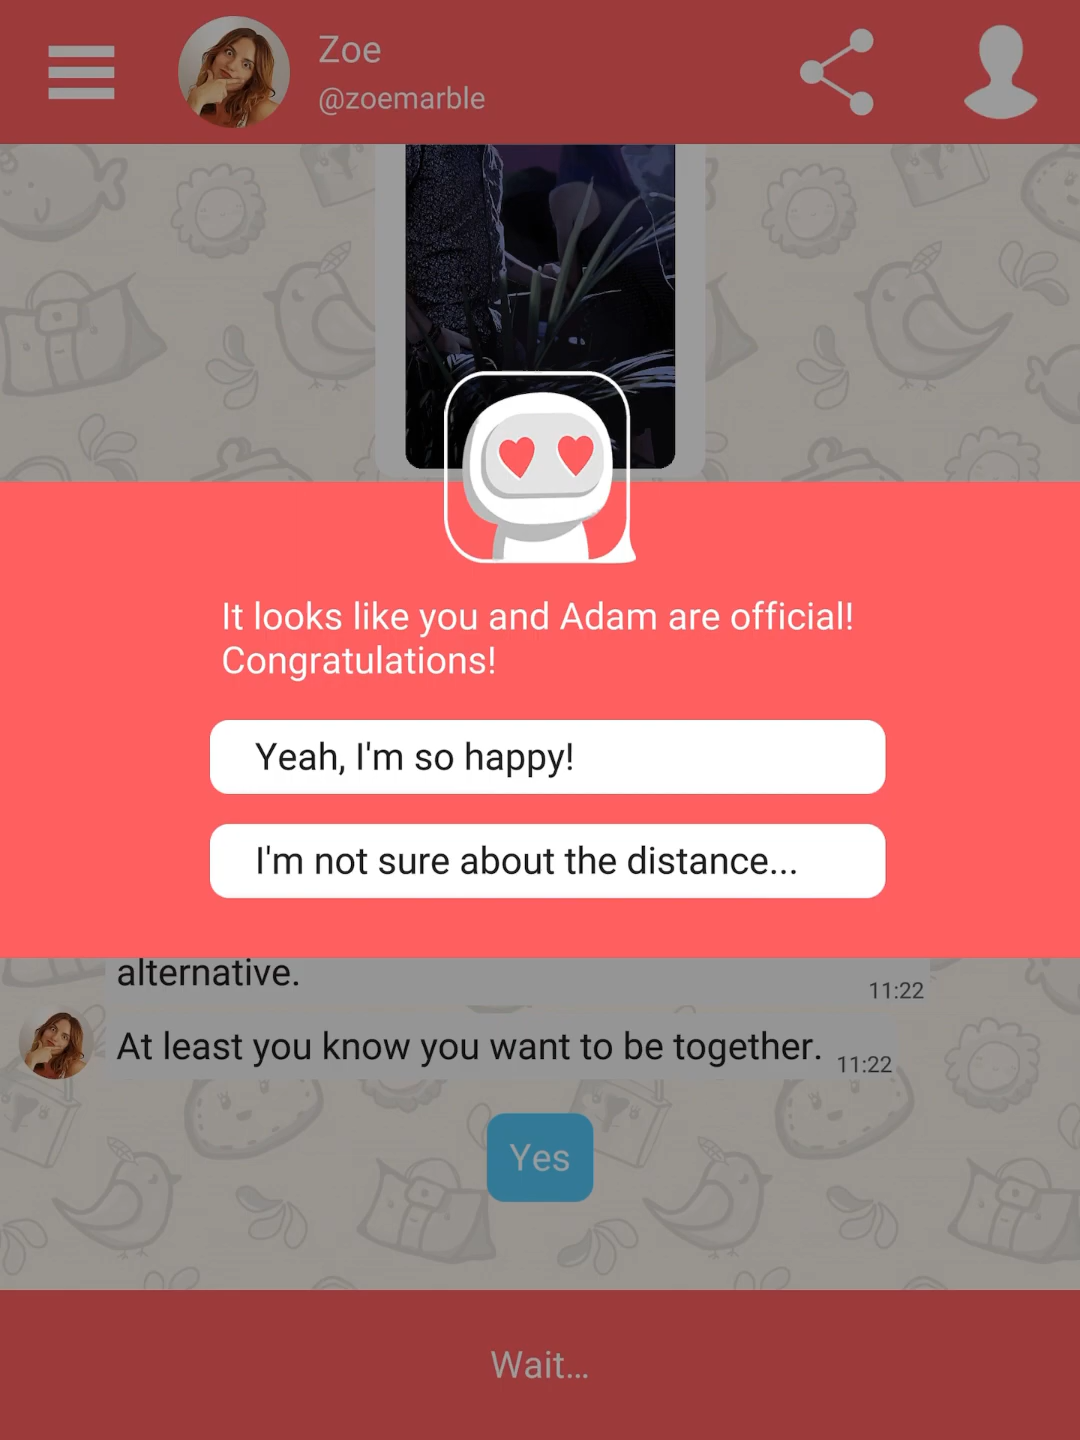 Zoe
@zoemarble
It looks like you and Adam are official!
Congratulations!
Yeah, I'm so happy!
I'm not sure about the distance...
alternative.
11:22
At least you know you want to be together.
11:22
Yes
Wait...